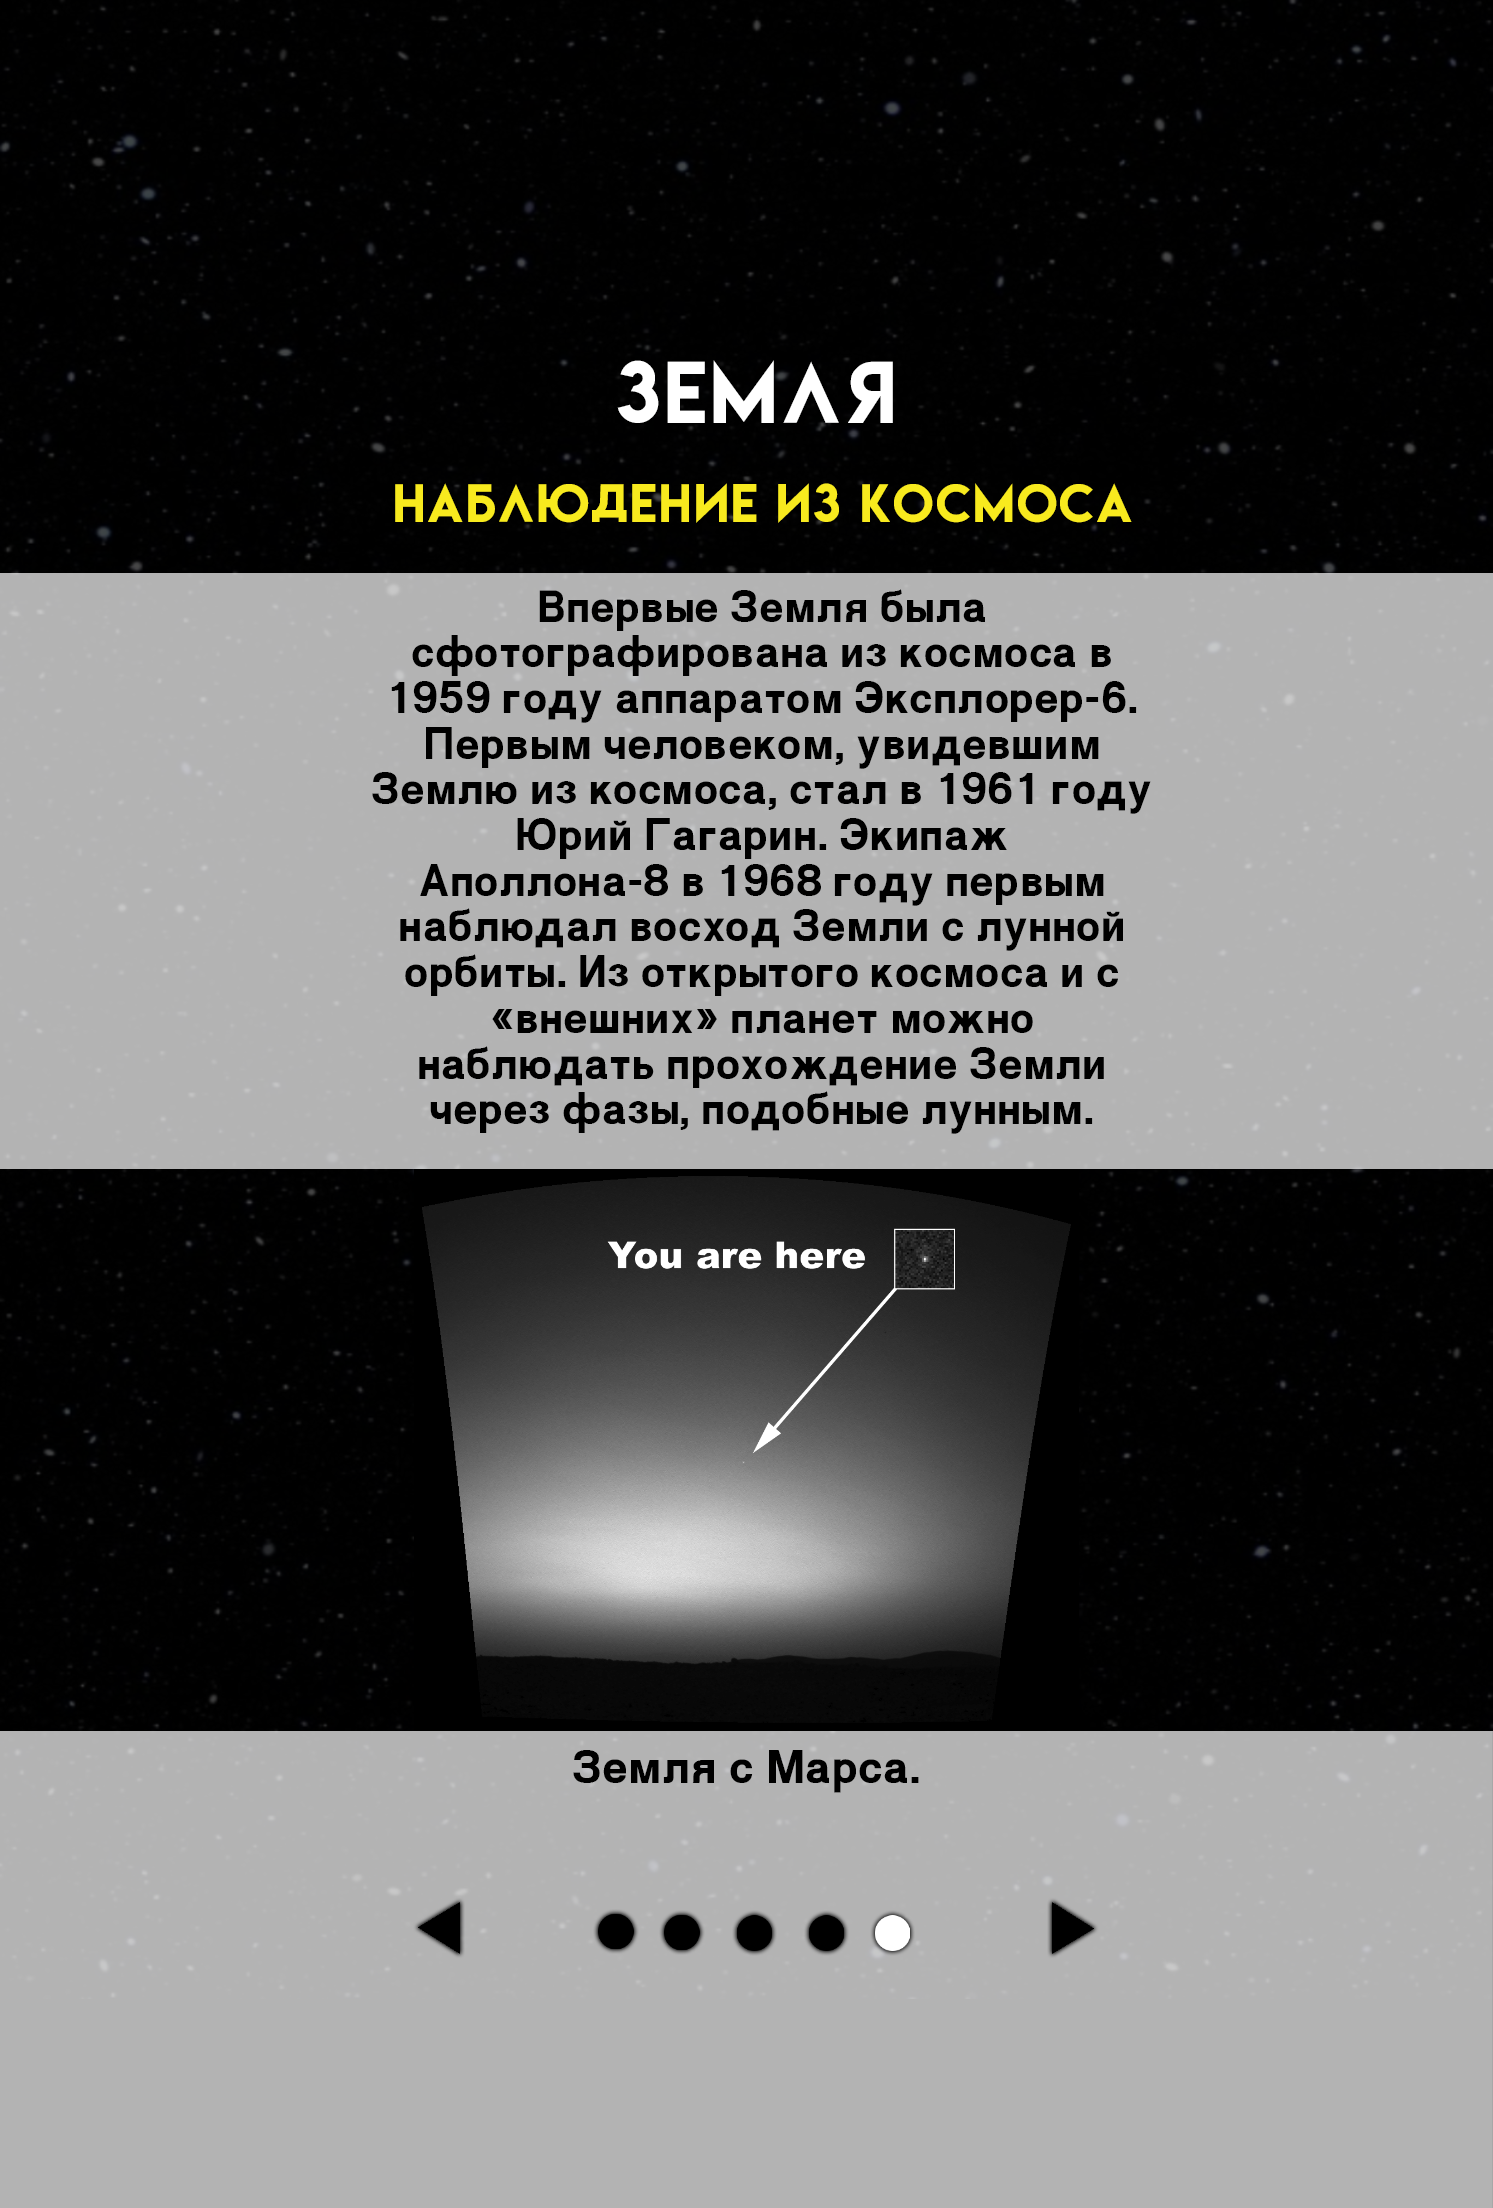 ЗЕМЛЯ
НАБЛЮДЕНИЕ ИЗ КОСМОСА
Впервые Земля была
сфотографирована из космоса в
1959 году аппаратом Эксплорер-6.
Первым человеком, увидевшим
Землю из космоса, стал в 1961 году
Юрий Гагарин. Экипаж
Аполлона-8 в 1968 году первым
наблюдал восход Земли с лунной
орбиты. Из открытого космоса и с
«внешних» планет можно
наблюдать прохождение Земли
через фазы, подобные лунным.
You are here
Земля с Марса.